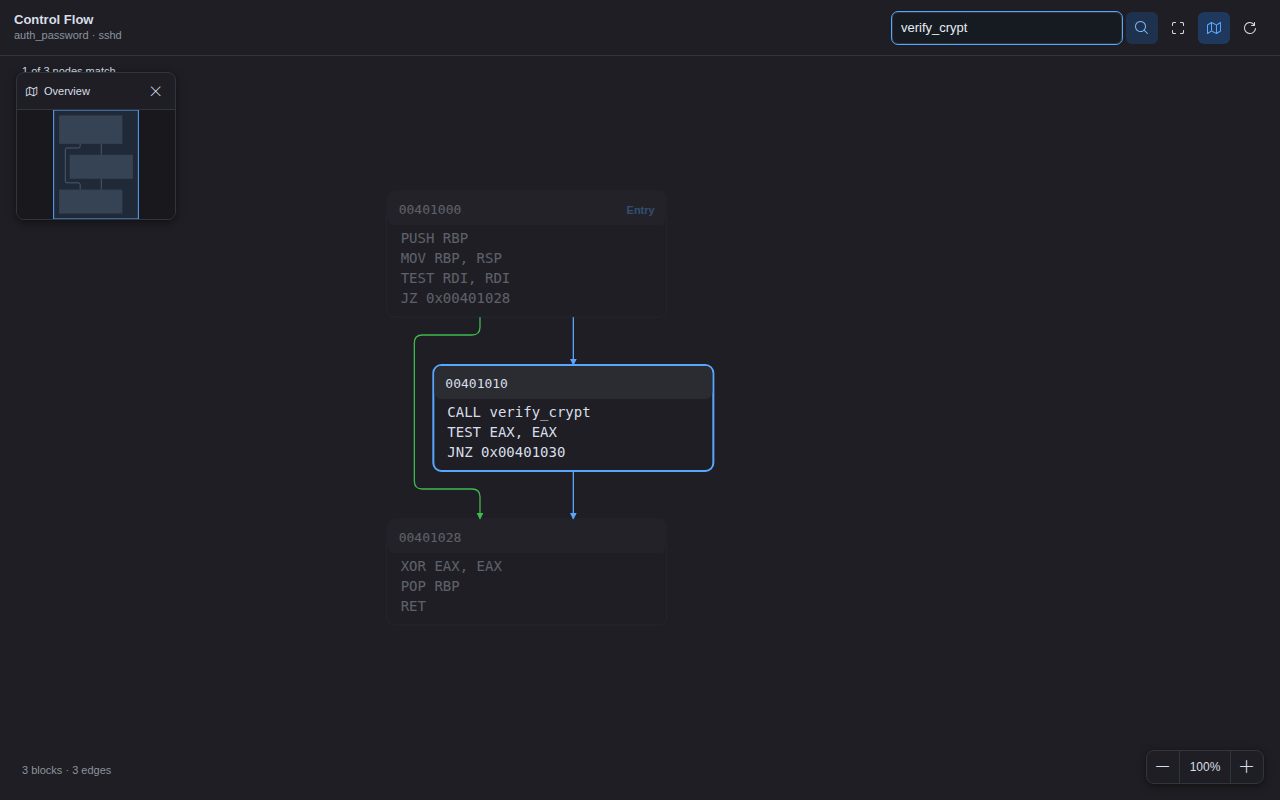 Control Flow
auth_password · sshd
verify_crypt
1 of 3 nodes match
Overview
00401000 Entry
PUSH RBP
MOV RBP, RSP
TEST RDI, RDI
JZ 0x00401028
00401010
CALL verify_crypt
TEST EAX, EAX
JNZ 0x00401030
00401028
XOR EAX, EAX
POP RBP
RET
3 blocks · 3 edges
100%